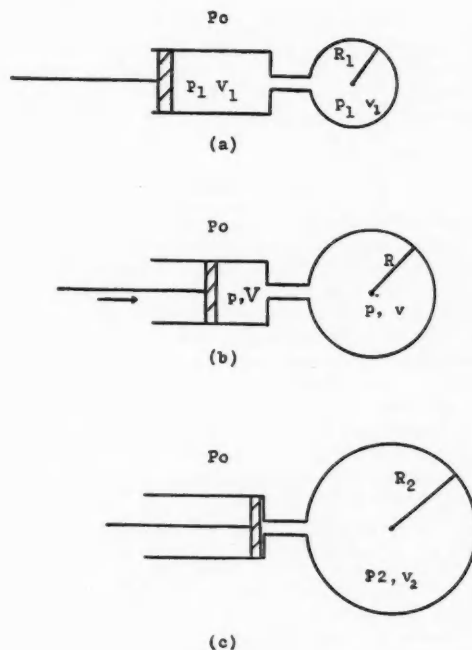 Po
R1
P1 V1
P1 v1
(a)
Po
R
p,V
p, v
(b)
Po
R2
P2, v2
(c)